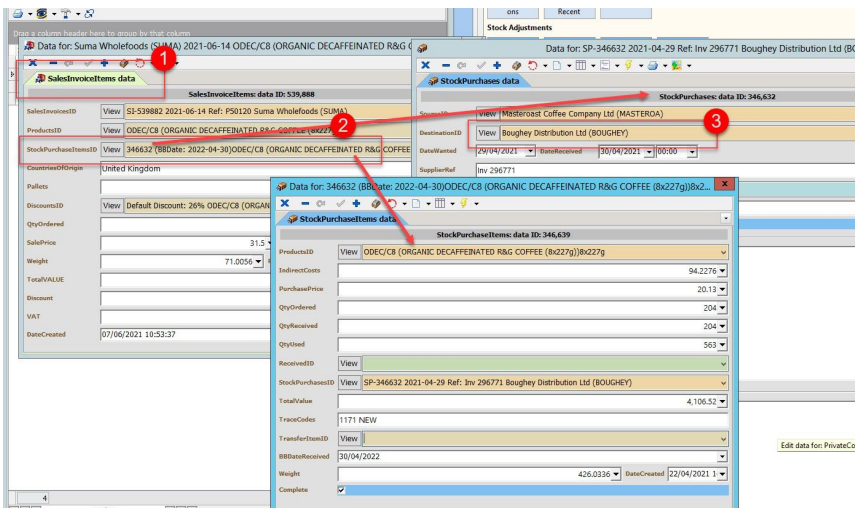 ons
Recent
Stock Adjustments
Drag a column header here to group by that column
Data for: Suma Wholefoods (SUMA) 2021-06-14 ODEC/C8 (ORGANIC DECAFFEINATED R&G
1
SalesInvoiceItems data
SalesInvoiceItems: data ID: 539,888
SalesInvoicesID View SI-539882 2021-06-14 Ref: P50120 Suma Wholefoods (SUMA)
ProductsID View ODEC/C8 (ORGANIC DECAFFEINATED R&G COFFEE (8x227g
2
StockPurchaseItemsID View 346632 (BBDate: 2022-04-30)ODEC/C8 (ORGANIC DECAFFEINATED R&G COFFEE
CountriesOfOrigin United Kingdom
Pallets
DiscountsID View Default Discount: 26% ODEC/C8 (ORGAN
QtyOrdered
SalePrice 31.5
Weight 71.0056
TotalVALUE
Discount
VAT
DateCreated 07/06/2021 10:53:37
4
Data for: SP-346632 2021-04-29 Ref: Inv 296771 Boughey Distribution Ltd (BO
StockPurchases data
StockPurchases: data ID: 346,632
View Masteroast Coffee Company Ltd (MASTEROA)
3
DestinationID View Boughey Distribution Ltd (BOUGHEY)
DateWanted 29/04/2021 DateReceived 30/04/2021 00:00
SupplierRef Inv 296771
Data for: 346632 (BBDate: 2022-04-30)ODEC/C8 (ORGANIC DECAFFEINATED R&G COFFEE (8x227g))8x2...
StockPurchaseItems data
StockPurchaseItems: data ID: 346,639
ProductsID View ODEC/C8 (ORGANIC DECAFFEINATED R&G COFFEE (8x227g))8x227g
IndirectCosts 94.2276
PurchasePrice 20.13
QtyOrdered 204
QtyReceived 204
QtyUsed 563
ReceivedID View
StockPurchasesID View SP-346632 2021-04-29 Ref: Inv 296771 Boughey Distribution Ltd (BOUGHEY)
TotalValue 4,106.52
TraceCodes 1171 NEW
TransferItemID View
BBDateReceived 30/04/2022
Weight 426.0336 DateCreated 22/04/2021 1
Complete
Edit data for: PrivateCo